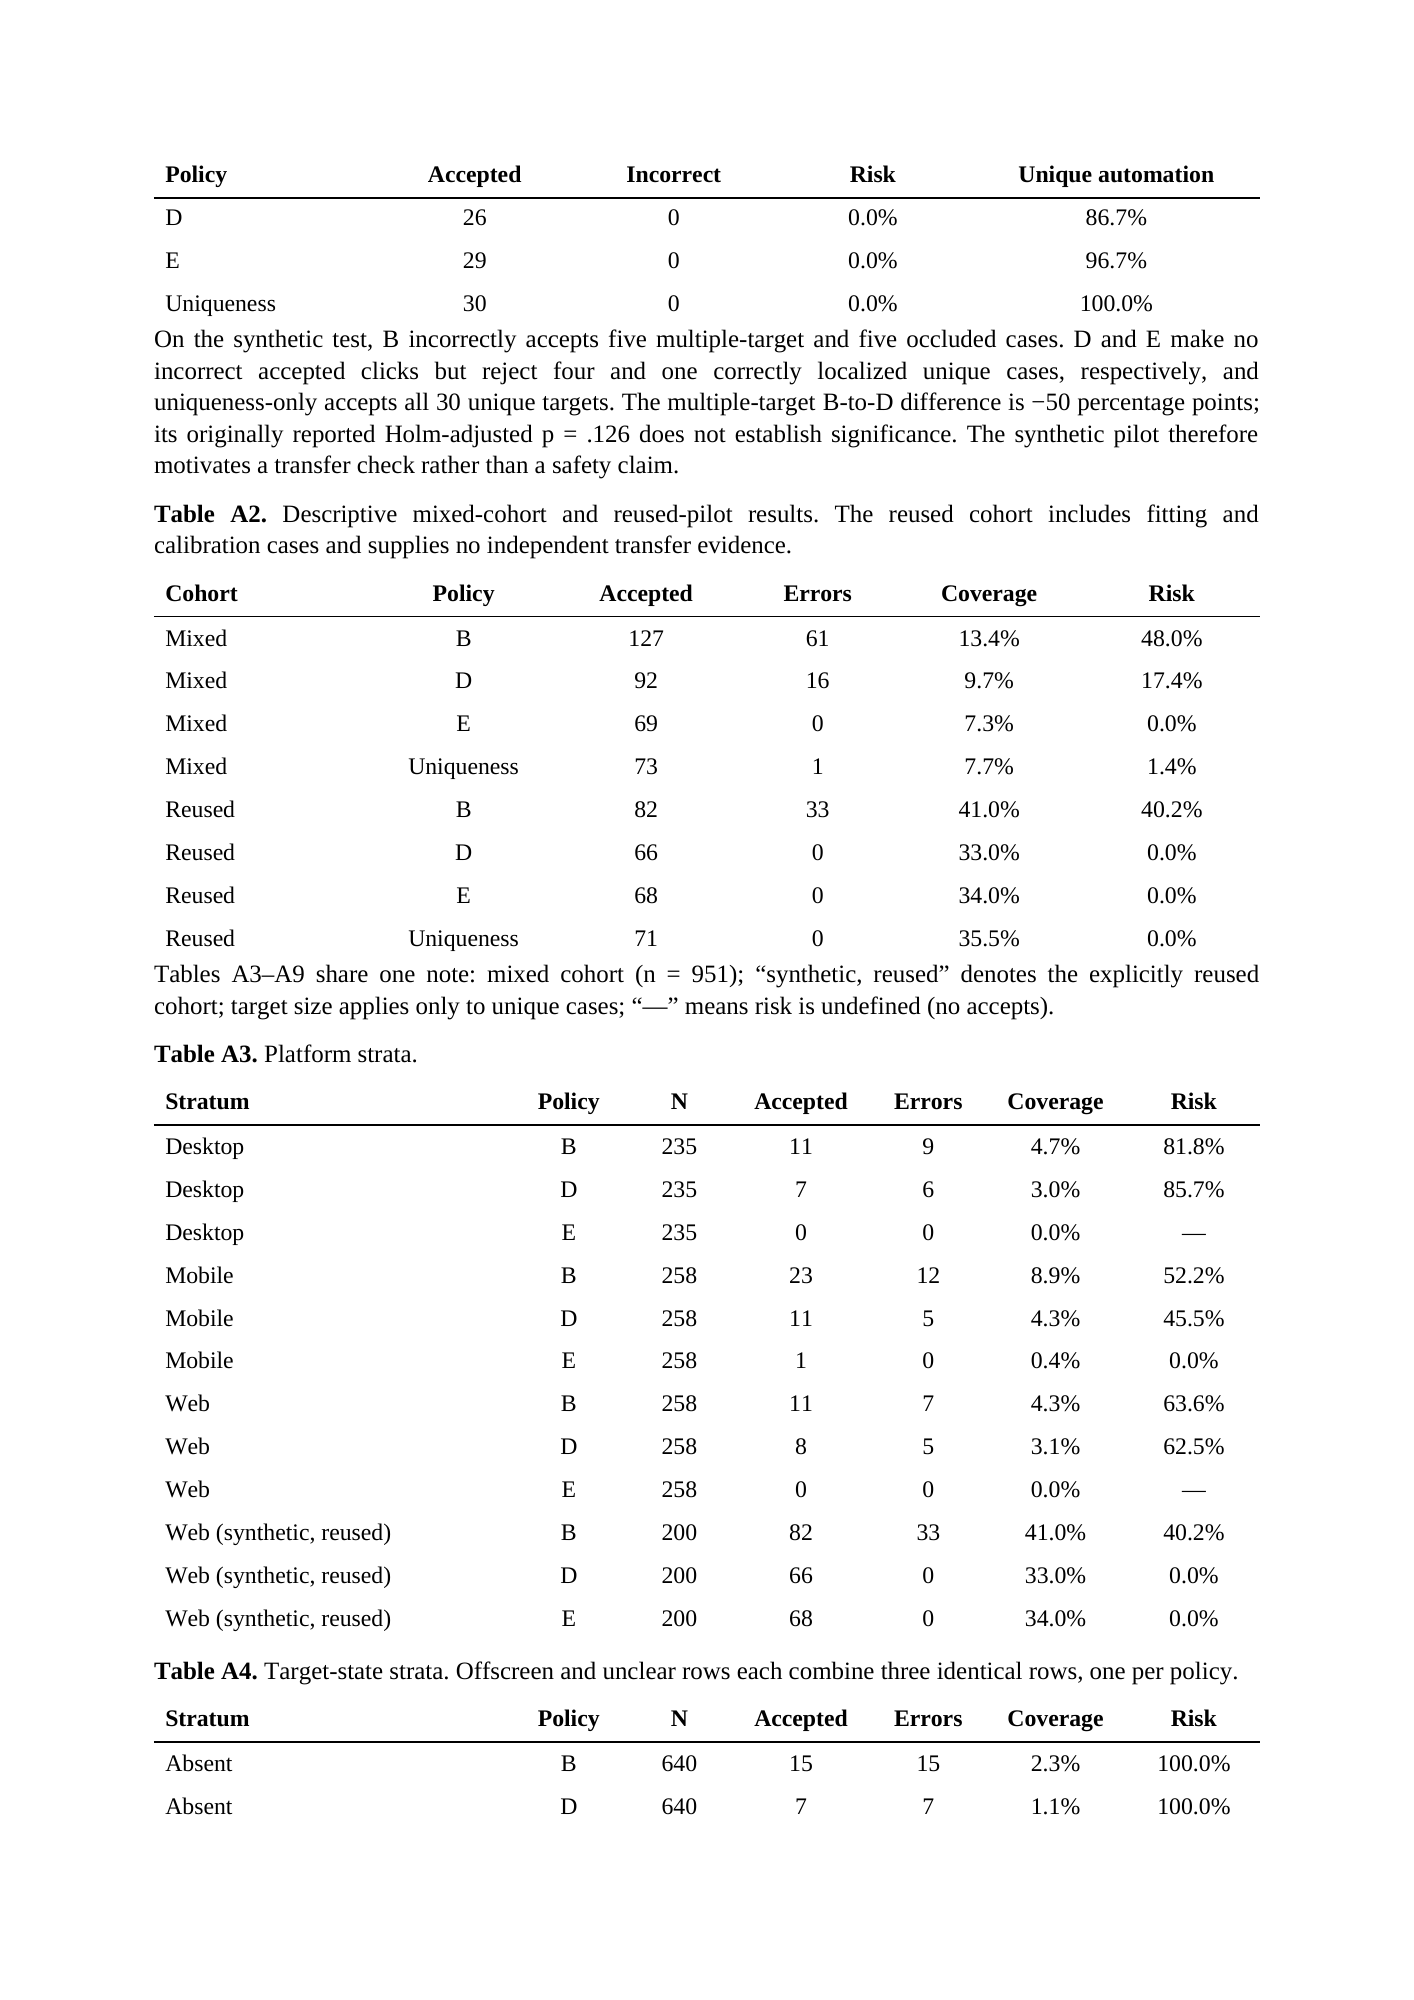 Policy Accepted Incorrect Risk Unique automation
D 26 0 0.0% 86.7%
E 29 0 0.0% 96.7%
Uniqueness 30 0 0.0% 100.0%
On the synthetic test, B incorrectly accepts five multiple-target and five occluded cases. D and E make no
incorrect accepted clicks but reject four and one correctly localized unique cases, respectively, and
uniqueness-only accepts all 30 unique targets. The multiple-target B-to-D difference is −50 percentage points;
its originally reported Holm-adjusted p = .126 does not establish significance. The synthetic pilot therefore
motivates a transfer check rather than a safety claim.
Table A2. Descriptive mixed-cohort and reused-pilot results. The reused cohort includes fitting and
calibration cases and supplies no independent transfer evidence.
Cohort Policy Accepted Errors Coverage Risk
Mixed B 127 61 13.4% 48.0%
Mixed D 92 16 9.7% 17.4%
Mixed E 69 0 7.3% 0.0%
Mixed Uniqueness 73 1 7.7% 1.4%
Reused B 82 33 41.0% 40.2%
Reused D 66 0 33.0% 0.0%
Reused E 68 0 34.0% 0.0%
Reused Uniqueness 71 0 35.5% 0.0%
Tables A3–A9 share one note: mixed cohort (n = 951); “synthetic, reused” denotes the explicitly reused
cohort; target size applies only to unique cases; “—” means risk is undefined (no accepts).
Table A3. Platform strata.
Stratum Policy N Accepted Errors Coverage Risk
Desktop B 235 11 9 4.7% 81.8%
Desktop D 235 7 6 3.0% 85.7%
Desktop E 235 0 0 0.0% —
Mobile B 258 23 12 8.9% 52.2%
Mobile D 258 11 5 4.3% 45.5%
Mobile E 258 1 0 0.4% 0.0%
Web B 258 11 7 4.3% 63.6%
Web D 258 8 5 3.1% 62.5%
Web E 258 0 0 0.0% —
Web (synthetic, reused) B 200 82 33 41.0% 40.2%
Web (synthetic, reused) D 200 66 0 33.0% 0.0%
Web (synthetic, reused) E 200 68 0 34.0% 0.0%
Table A4. Target-state strata. Offscreen and unclear rows each combine three identical rows, one per policy.
Stratum Policy N Accepted Errors Coverage Risk
Absent B 640 15 15 2.3% 100.0%
Absent D 640 7 7 1.1% 100.0%